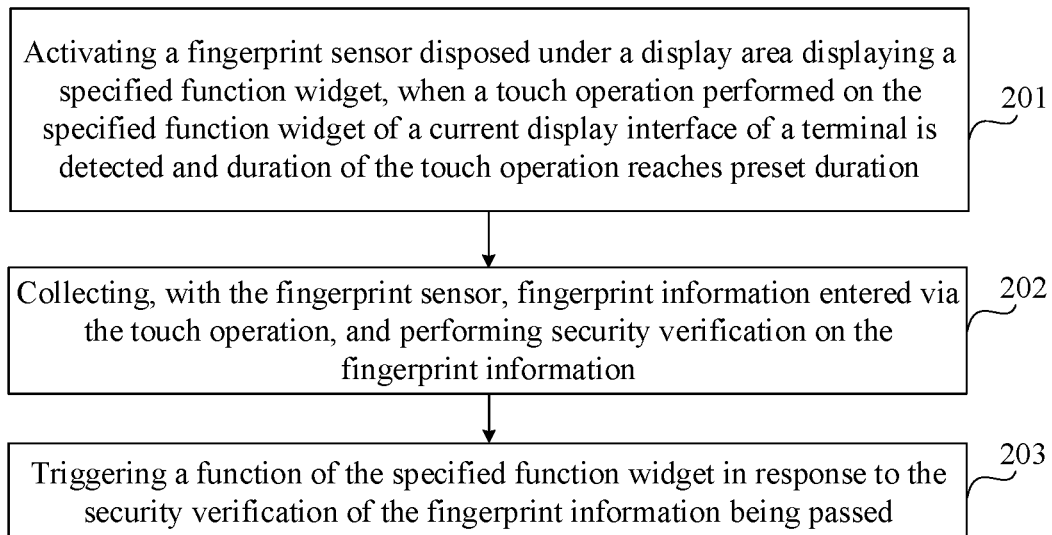 Activating a fingerprint sensor disposed under a display area displaying a
specified function widget, when a touch operation performed on the
specified function widget of a current display interface of a terminal is
detected and duration of the touch operation reaches preset duration
201
Collecting, with the fingerprint sensor, fingerprint information entered via
the touch operation, and performing security verification on the
fingerprint information
202
Triggering a function of the specified function widget in response to the
security verification of the fingerprint information being passed
203